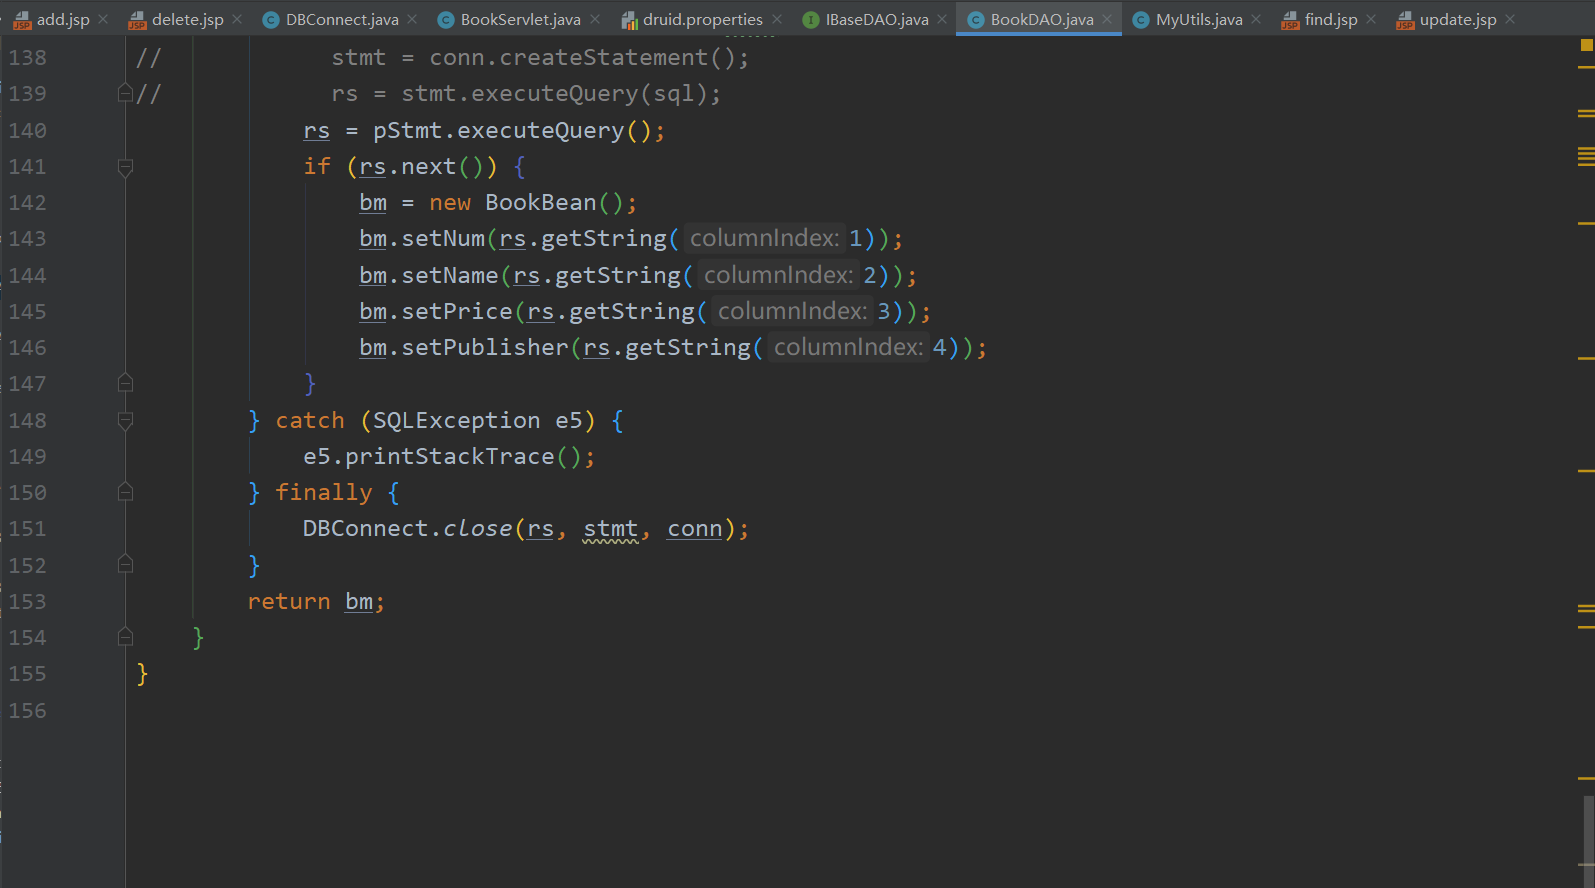 add.jsp delete.jsp DBConnect.java BookServlet.java druid.properties IBaseDAO.java BookDAO.java MyUtils.java find.jsp update.jsp
138 // stmt = conn.createStatement();
139 // rs = stmt.executeQuery(sql);
140 rs = pStmt.executeQuery();
141 if (rs.next()) {
142 bm = new BookBean();
143 bm.setNum(rs.getString( columnIndex: 1));
144 bm.setName(rs.getString( columnIndex: 2));
145 bm.setPrice(rs.getString( columnIndex: 3));
146 bm.setPublisher(rs.getString( columnIndex: 4));
147 }
148 } catch (SQLException e5) {
149 e5.printStackTrace();
150 } finally {
151 DBConnect.close(rs, stmt, conn);
152 }
153 return bm;
154 }
155 }
156